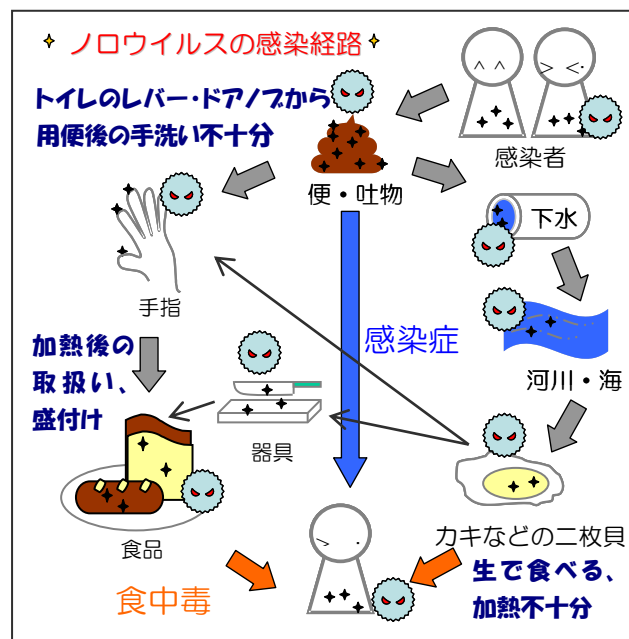 ノロウイルスの感染経路
トイレのレバー・ドアノブから
用便後の手洗い不十分
感染者
便・吐物
下水
手指
感染症
加熱後の
取扱い、
盛付け
河川・海
器具
食品
カキなどの二枚貝
食中毒
生で食べる、
加熱不十分